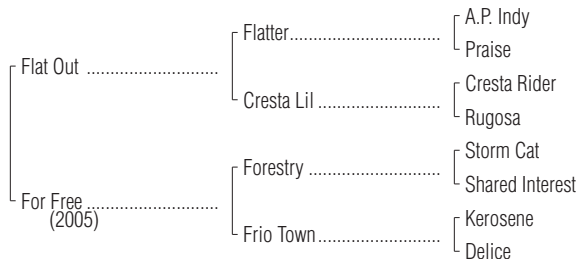 A.P. Indy
Flatter
Praise
Flat Out
Cresta Rider
Cresta Lil
Rugosa
Storm Cat
Forestry
Shared Interest
For Free
(2005)
Kerosene
Frio Town
Delice